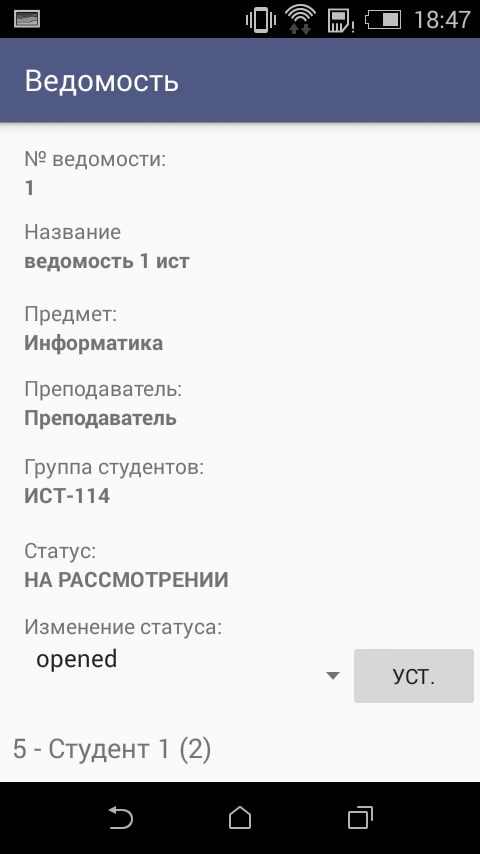 18:47
Ведомость
№ ведомости:
1
Название
ведомость 1 ист
Предмет:
Информатика
Преподаватель:
Преподаватель
Группа студентов:
ИСТ-114
Статус:
НА РАССМОТРЕНИИ
Изменение статуса:
opened
УСТ.
5 - Студент 1 (2)